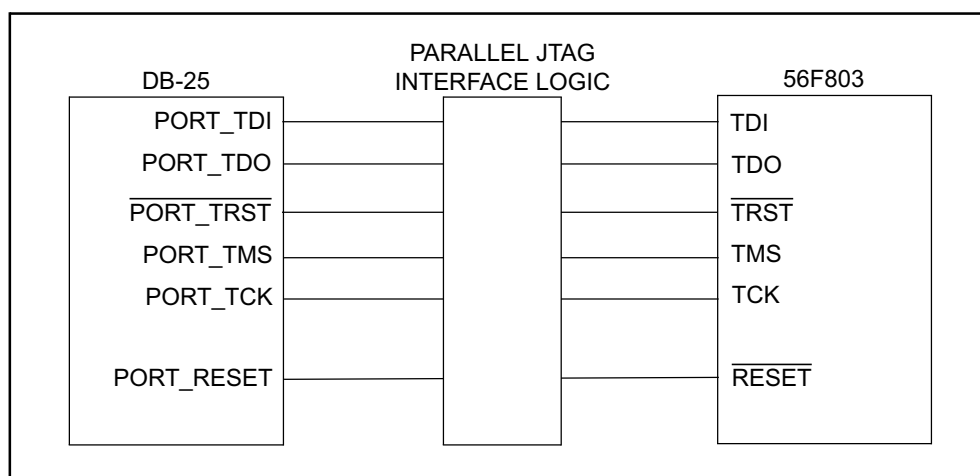 PARALLEL JTAG
INTERFACE LOGIC
DB-25
56F803
PORT_TDI
TDI
PORT_TDO
TDO
PORT_TRST
TRST
PORT_TMS
TMS
PORT_TCK
TCK
PORT_RESET
RESET